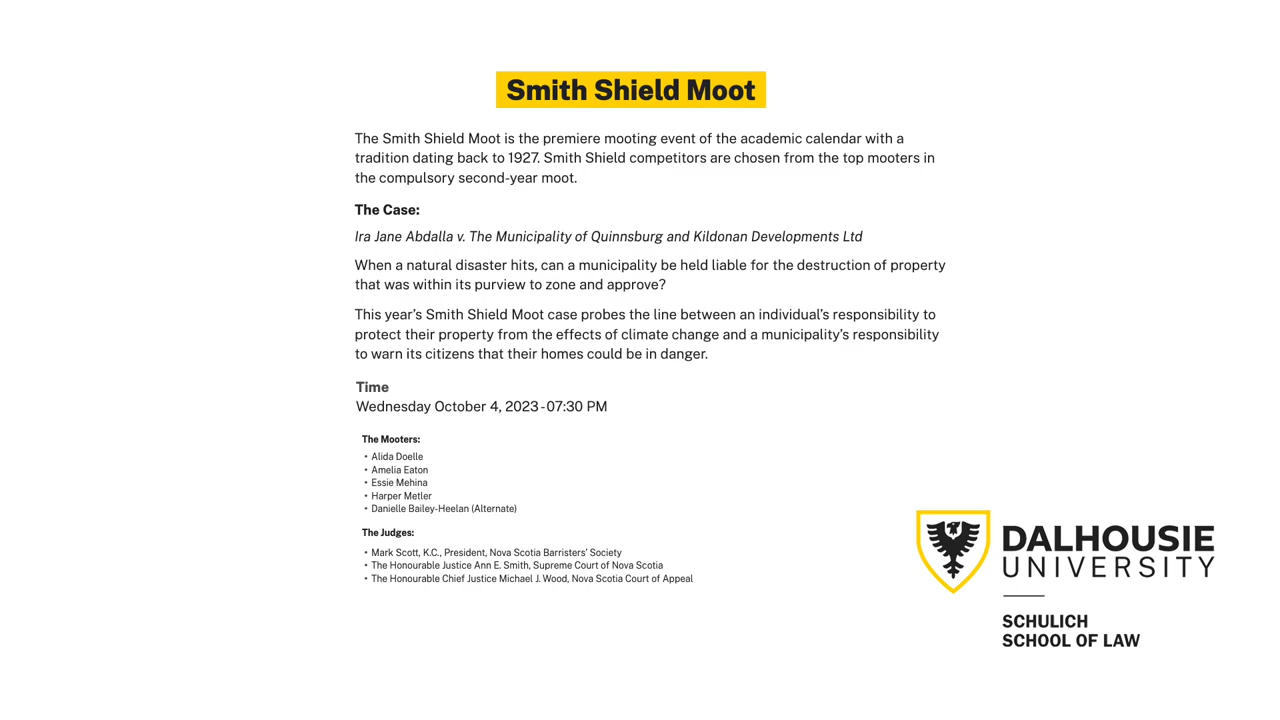 Smith Shield Moot
The Smith Shield Moot is the premiere mooting event of the academic calendar with a
tradition dating back to 1927. Smith Shield competitors are chosen from the top mooters in
the compulsory second-year moot.
The Case:
Ira Jane Abdalla v. The Municipality of Quinnsburg and Kildonan Developments Ltd
When a natural disaster hits, can a municipality be held liable for the destruction of property
that was within its purview to zone and approve?
This year’s Smith Shield Moot case probes the line between an individual’s responsibility to
protect their property from the effects of climate change and a municipality’s responsibility
to warn its citizens that their homes could be in danger.
Time
Wednesday October 4, 2023 - 07:30 PM
The Mooters:
• Alida Doelle
• Amelia Eaton
• Essie Mehina
• Harper Metler
• Danielle Bailey-Heelan (Alternate)
The Judges:
• Mark Scott, K.C., President, Nova Scotia Barristers’ Society
• The Honourable Justice Ann E. Smith, Supreme Court of Nova Scotia
• The Honourable Chief Justice Michael J. Wood, Nova Scotia Court of Appeal
DALHOUSIE
UNIVERSITY
SCHULICH
SCHOOL OF LAW